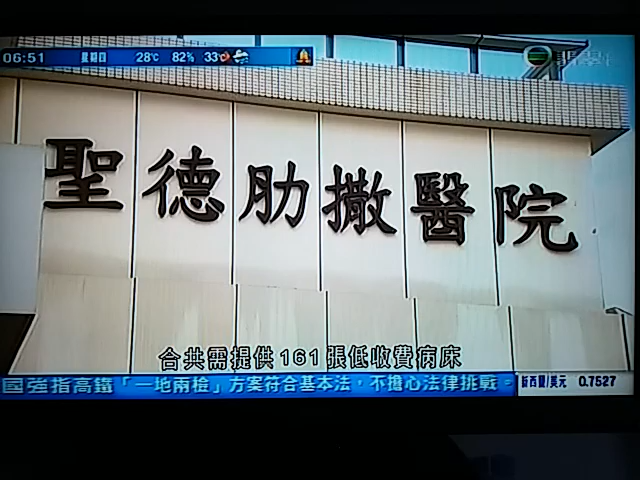 06:51 星期四 28℃ 82% 33℃
聖德肋撒醫院
合共需提供161張低收費病床
國強指高鐵「一地兩檢」方案符合基本法，不擔心法律挑戰。
新西蘭/美元 0.7527